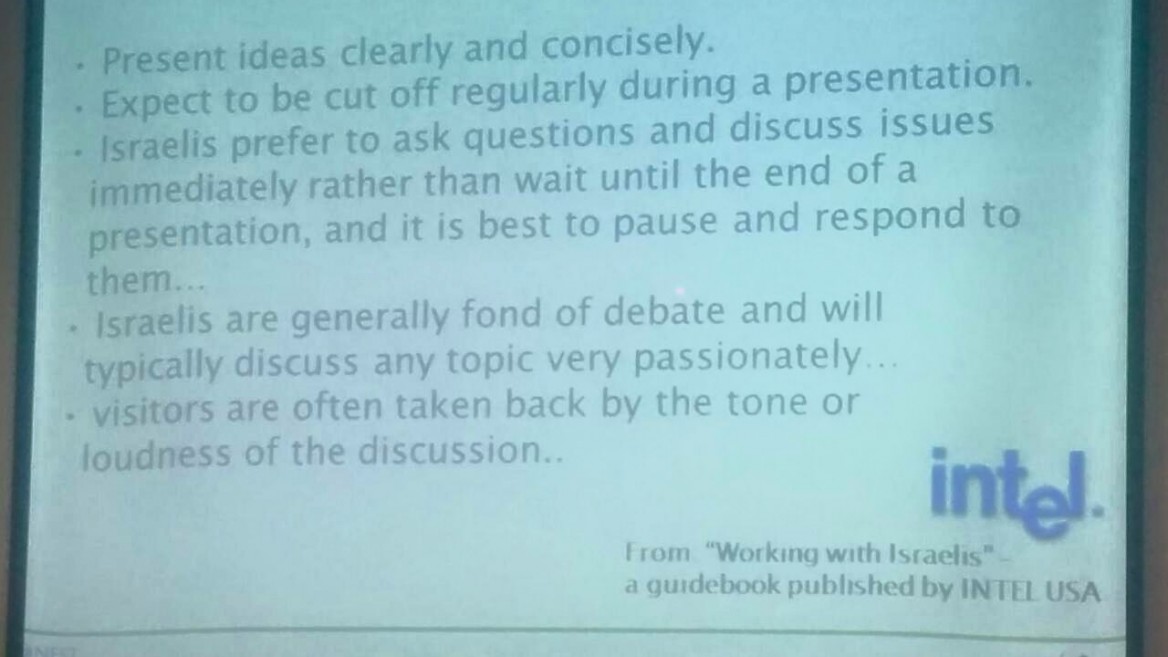 · Present ideas clearly and concisely.
· Expect to be cut off regularly during a presentation.
· Israelis prefer to ask questions and discuss issues
immediately rather than wait until the end of a
presentation, and it is best to pause and respond to
them...
· Israelis are generally fond of debate and will
typically discuss any topic very passionately...
· visitors are often taken back by the tone or
loudness of the discussion..
intel.
From "Working with Israelis" –
a guidebook published by INTEL USA